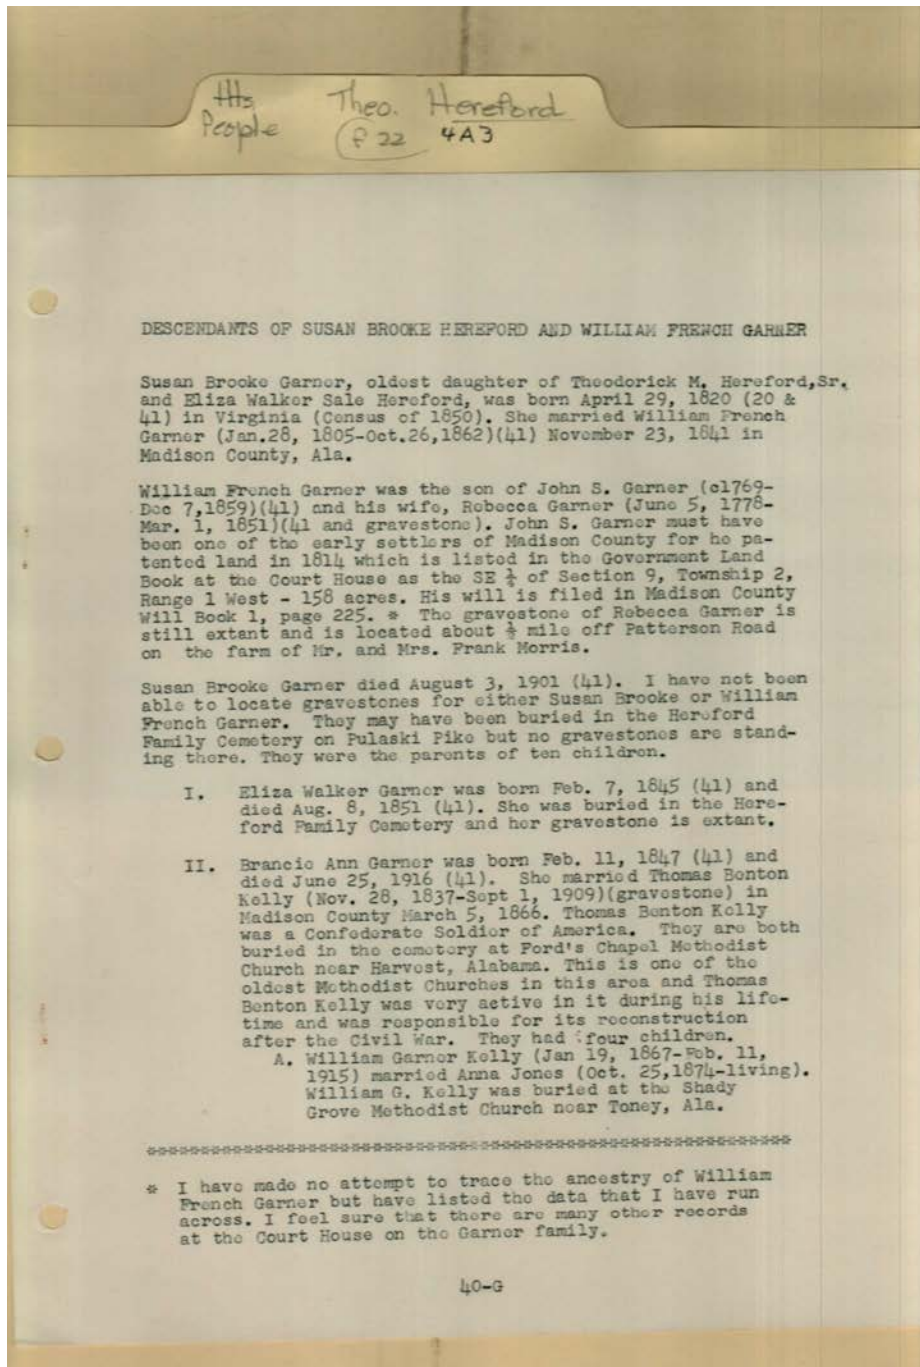 Hts Theo. Hereford
People f 22 4A3
DESCENDANTS OF SUSAN BROOKE HEREFORD AND WILLIAM FRENCH GARNER
Susan Brooke Garner, oldest daughter of Theodorick M. Hereford,Sr.
and Eliza Walker Sale Hereford, was born April 29, 1820 (20 &
41) in Virginia (Census of 1850). She married William French
Garner (Jan.28, 1805-Oct.26,1862)(41) November 23, 1841 in
Madison County, Ala.
William French Garner was the son of John S. Garner (c1769-
Dec 7,1859)(41) and his wife, Rebecca Garner (June 5, 1778-
Mar. 1, 1851)(41 and gravestone). John S. Garner must have
been one of the early settlers of Madison County for he pa-
tented land in 1814 which is listed in the Government Land
Book at the Court House as the SE ¼ of Section 9, Township 2,
Range 1 West - 158 acres. His will is filed in Madison County
Will Book 1, page 225. * The gravestone of Rebecca Garner is
still extant and is located about ½ mile off Patterson Road
on the farm of Mr. and Mrs. Frank Morris.
Susan Brooke Garner died August 3, 1901 (41). I have not been
able to locate gravestones for either Susan Brooke or William
French Garner. They may have been buried in the Hereford
Family Cemetery on Pulaski Pike but no gravestones are stand-
ing there. They were the parents of ten children.
I. Eliza Walker Garner was born Feb. 7, 1845 (41) and
died Aug. 8, 1851 (41). She was buried in the Here-
ford Family Cemetery and her gravestone is extant.
II. Brancie Ann Garner was born Feb. 11, 1847 (41) and
died June 25, 1916 (41). She married Thomas Benton
Kelly (Nov. 28, 1837-Sept 1, 1909)(gravestone) in
Madison County March 5, 1866. Thomas Benton Kelly
was a Confederate Soldier of America. They are both
buried in the cemetery at Ford's Chapel Methodist
Church near Harvest, Alabama. This is one of the
oldest Methodist Churches in this area and Thomas
Benton Kelly was very active in it during his life-
time and was responsible for its reconstruction
after the Civil War. They had four children.
A. William Garner Kelly (Jan 19, 1867-Feb. 11,
1915) married Anna Jones (Oct. 25,1874-living).
William G. Kelly was buried at the Shady
Grove Methodist Church near Toney, Ala.
* I have made no attempt to trace the ancestry of William
French Garner but have listed the data that I have run
across. I feel sure that there are many other records
at the Court House on the Garner family.
40-G